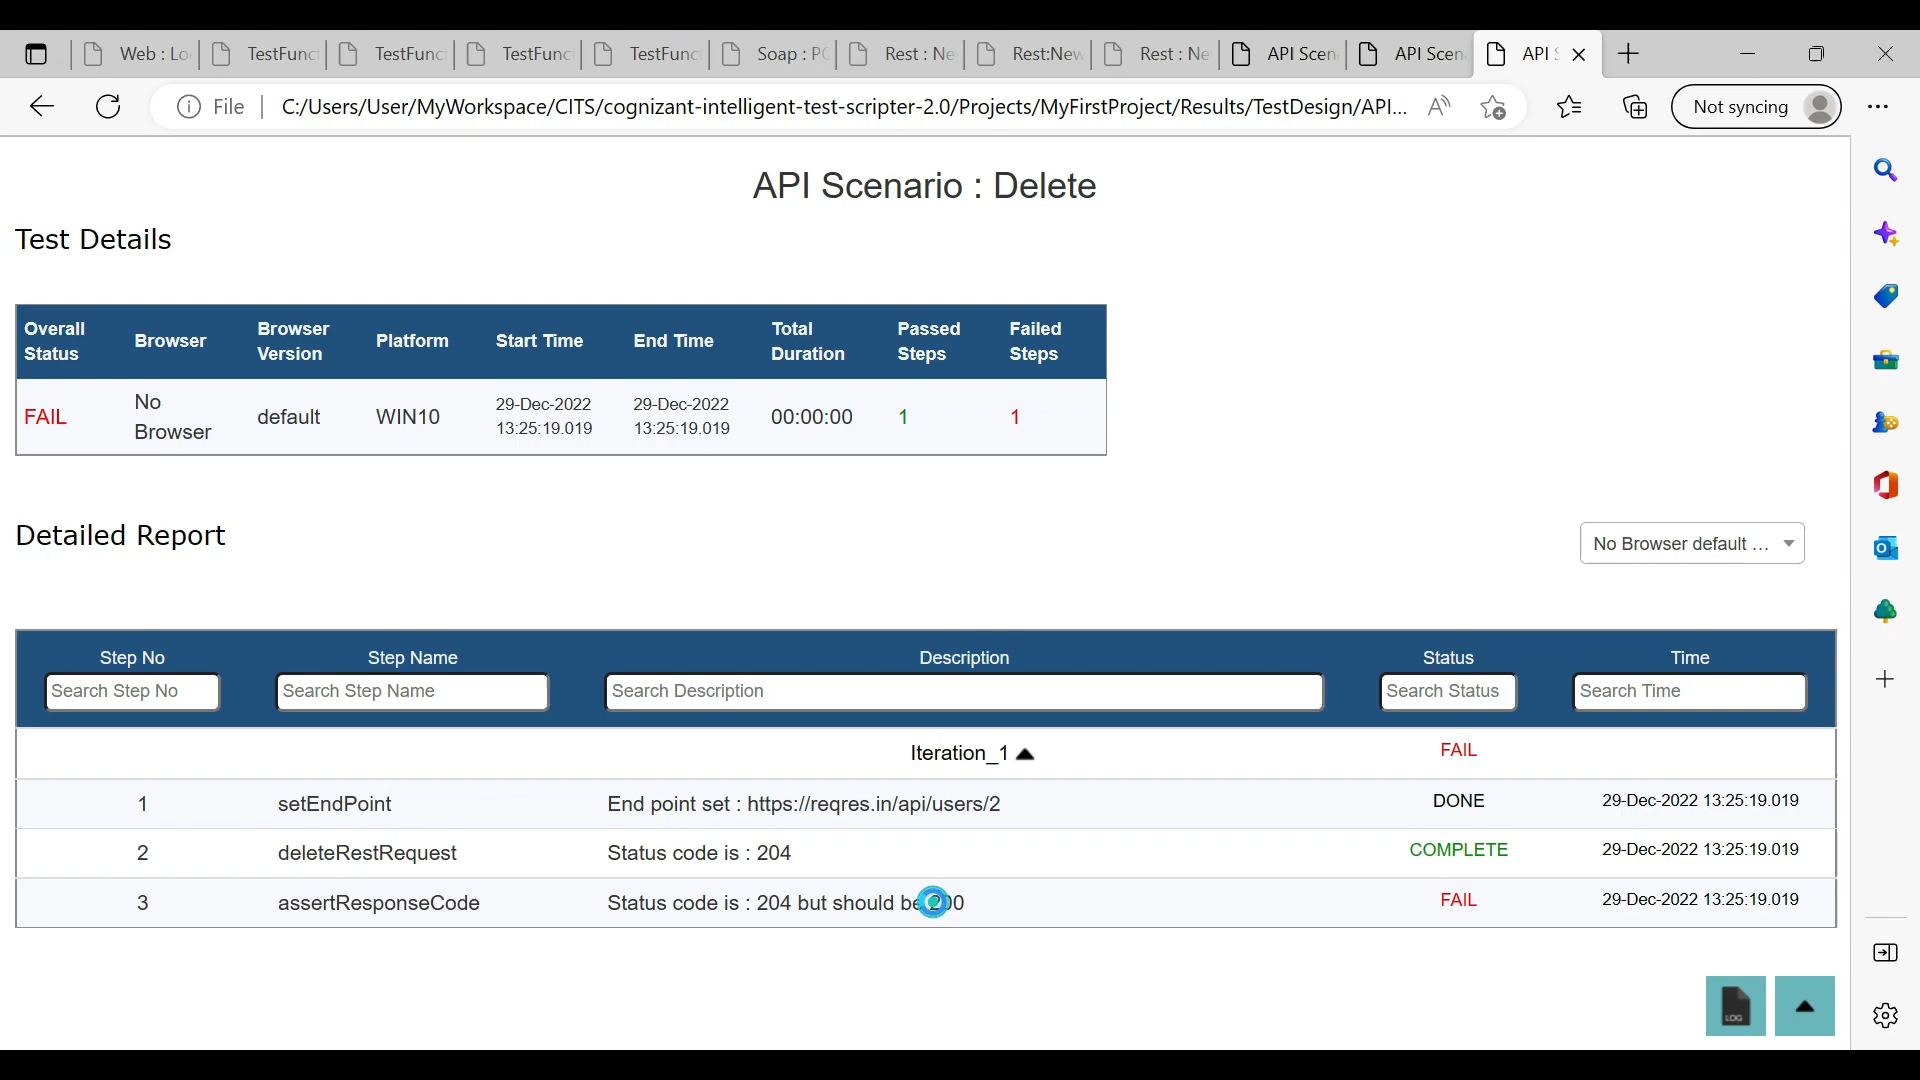 Web : Lo
TestFunc
TestFunc
TestFunc
TestFunc
Soap : PO
Rest : Ne
Rest:New
Rest : Ne
API Scen
API Scen
API S
File
C:/Users/User/MyWorkspace/CITS/cognizant-intelligent-test-scripter-2.0/Projects/MyFirstProject/Results/TestDesign/API...
Not syncing
API Scenario : Delete
Test Details
Overall Status Browser Browser Version Platform Start Time End Time Total Duration Passed Steps Failed Steps
FAIL No Browser default WIN10 29-Dec-2022 13:25:19.019 29-Dec-2022 13:25:19.019 00:00:00 1 1
Detailed Report
No Browser default ...
Step No Step Name Description Status Time
Search Step No Search Step Name Search Description Search Status Search Time
Iteration_1 FAIL
1 setEndPoint End point set : https://reqres.in/api/users/2 DONE 29-Dec-2022 13:25:19.019
2 deleteRestRequest Status code is : 204 COMPLETE 29-Dec-2022 13:25:19.019
3 assertResponseCode Status code is : 204 but should be 200 FAIL 29-Dec-2022 13:25:19.019
LOG